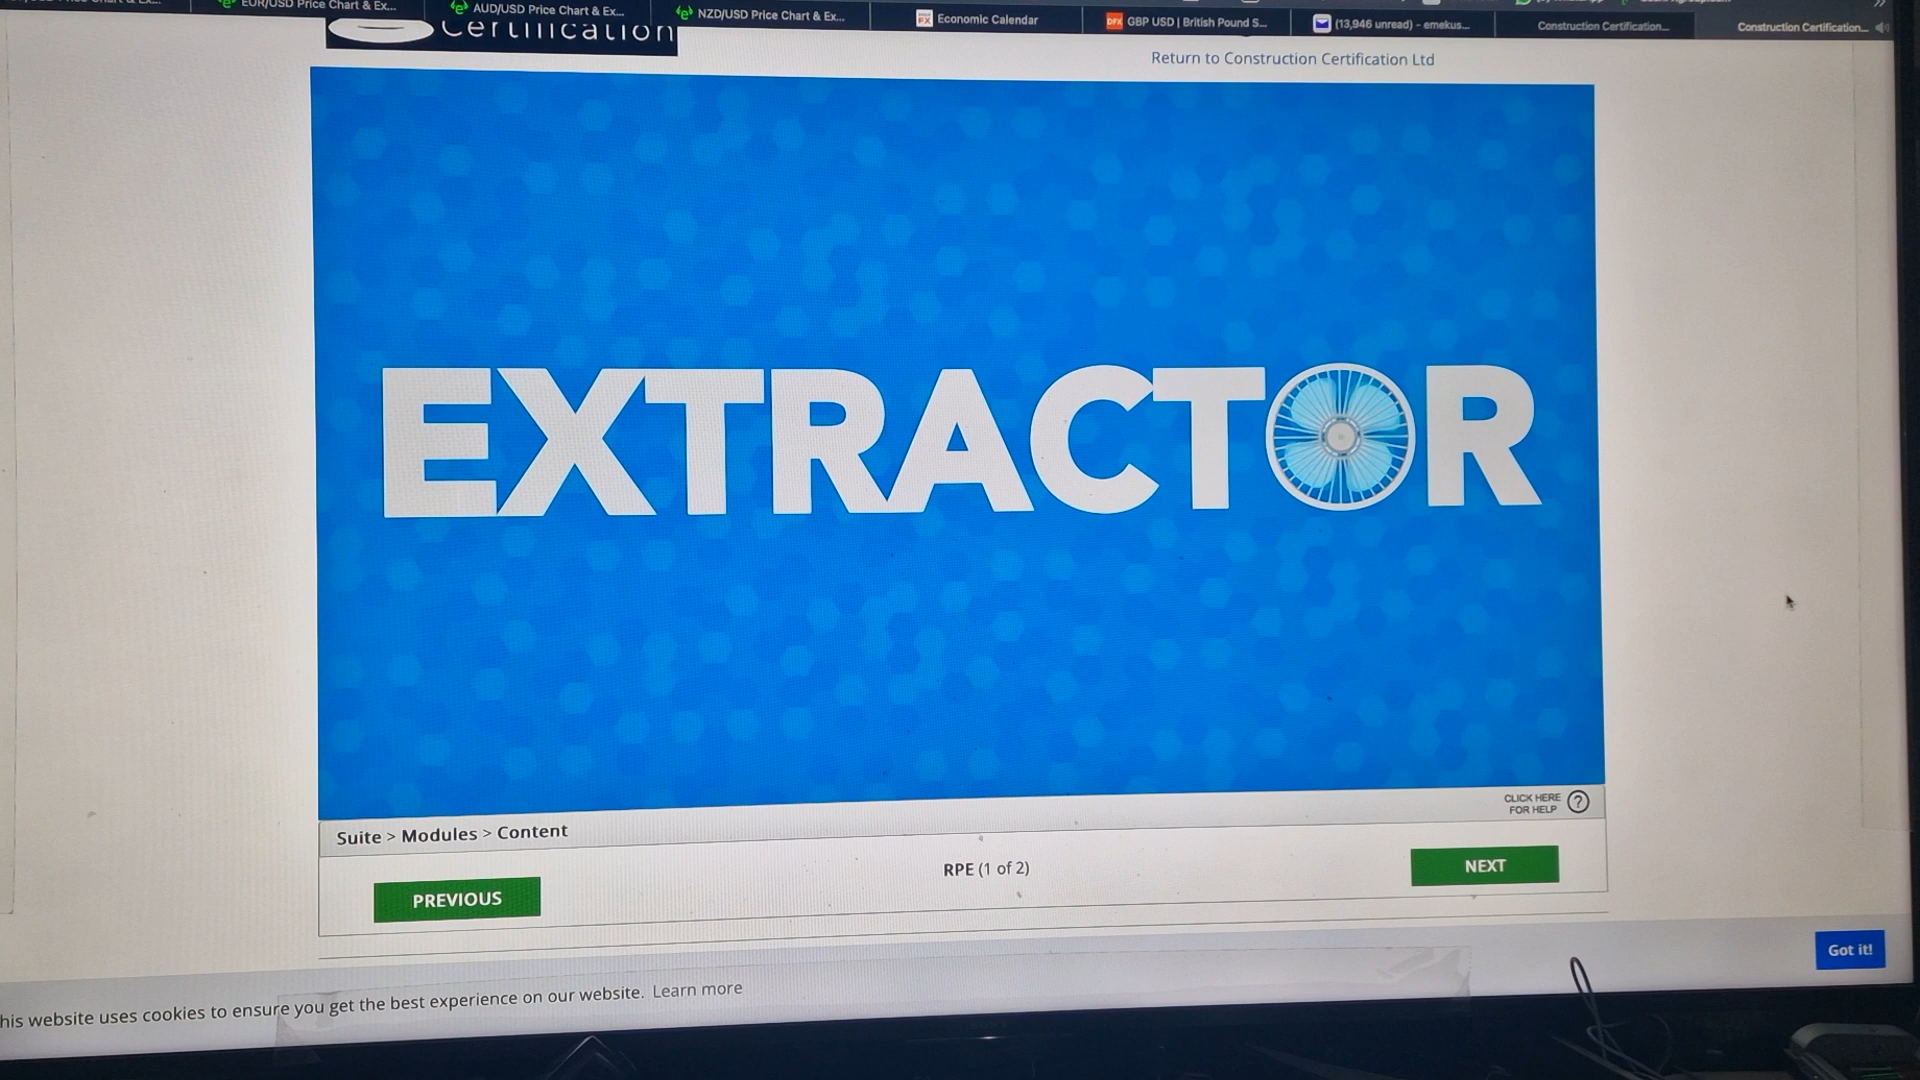 EUR/USD Price Chart & Ex...
AUD/USD Price Chart & Ex...
NZD/USD Price Chart & Ex...
Economic Calendar
DFX GBP USD | British Pound S...
(13,946 unread) - emekus...
Construction Certification...
Construction Certification...
Certification
Return to Construction Certification Ltd
EXTRACTOR
CLICK HERE
FOR HELP ?
Suite > Modules > Content
PREVIOUS
RPE (1 of 2)
NEXT
Got it!
his website uses cookies to ensure you get the best experience on our website. Learn more